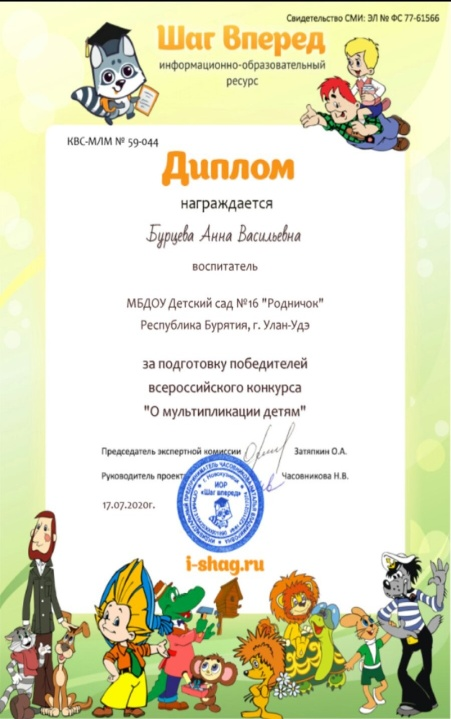 Свидетельство СМИ: ЭЛ № ФС 77-61566
Шаг Вперед
информационно-образовательный
ресурс
КВС-МЛМ № 59-044
Диплом
награждается
Бурцева Анна Васильевна
воспитатель
МБДОУ Детский сад №16 "Родничок"
Республика Бурятия, г. Улан-Удэ
за подготовку победителей
всероссийского конкурса
"О мультипликации детям"
Председатель экспертной комиссии Затяпкин О.А.
Руководитель проект Часовникова Н.В.
ИОР
«Шаг вперед»
17.07.2020г.
i-shag.ru